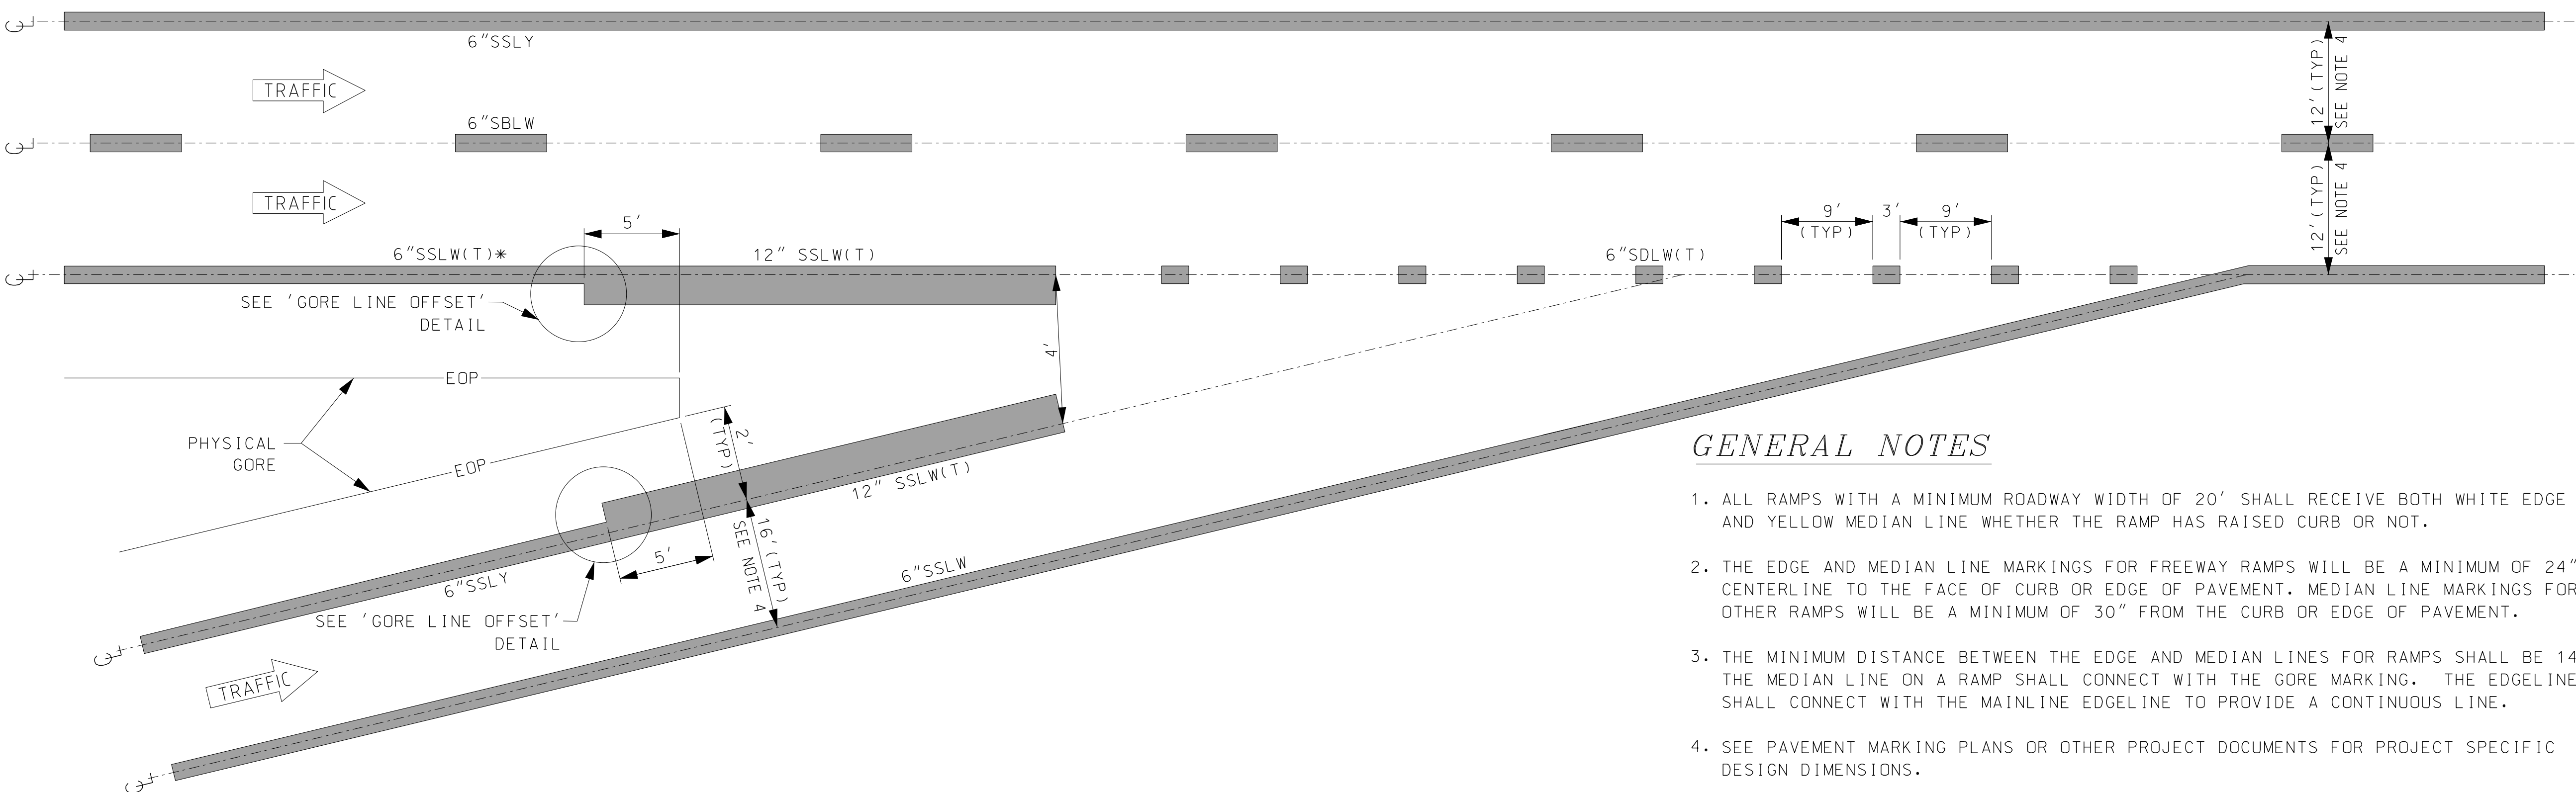 6"SSLY
TRAFFIC
12'(TYP)
SEE NOTE 4
6"SBLW
TRAFFIC
12'(TYP)
SEE NOTE 4
5'
9'
(TYP)
3'
9'
(TYP)
6"SSLW(T)*
12" SSLW(T)
6"SDLW(T)
SEE 'GORE LINE OFFSET'
DETAIL
4'
EOP
PHYSICAL
GORE
EOP
2'
(TYP)
12" SSLW(T)
16'(TYP)
SEE NOTE 4
5'
6"SSLY
6"SSLW
SEE 'GORE LINE OFFSET'
DETAIL
TRAFFIC
GENERAL NOTES
1. ALL RAMPS WITH A MINIMUM ROADWAY WIDTH OF 20' SHALL RECEIVE BOTH WHITE EDGE
AND YELLOW MEDIAN LINE WHETHER THE RAMP HAS RAISED CURB OR NOT.
2. THE EDGE AND MEDIAN LINE MARKINGS FOR FREEWAY RAMPS WILL BE A MINIMUM OF 24"
CENTERLINE TO THE FACE OF CURB OR EDGE OF PAVEMENT. MEDIAN LINE MARKINGS FOR
OTHER RAMPS WILL BE A MINIMUM OF 30" FROM THE CURB OR EDGE OF PAVEMENT.
3. THE MINIMUM DISTANCE BETWEEN THE EDGE AND MEDIAN LINES FOR RAMPS SHALL BE 14
THE MEDIAN LINE ON A RAMP SHALL CONNECT WITH THE GORE MARKING. THE EDGELINE
SHALL CONNECT WITH THE MAINLINE EDGELINE TO PROVIDE A CONTINUOUS LINE.
4. SEE PAVEMENT MARKING PLANS OR OTHER PROJECT DOCUMENTS FOR PROJECT SPECIFIC
DESIGN DIMENSIONS.